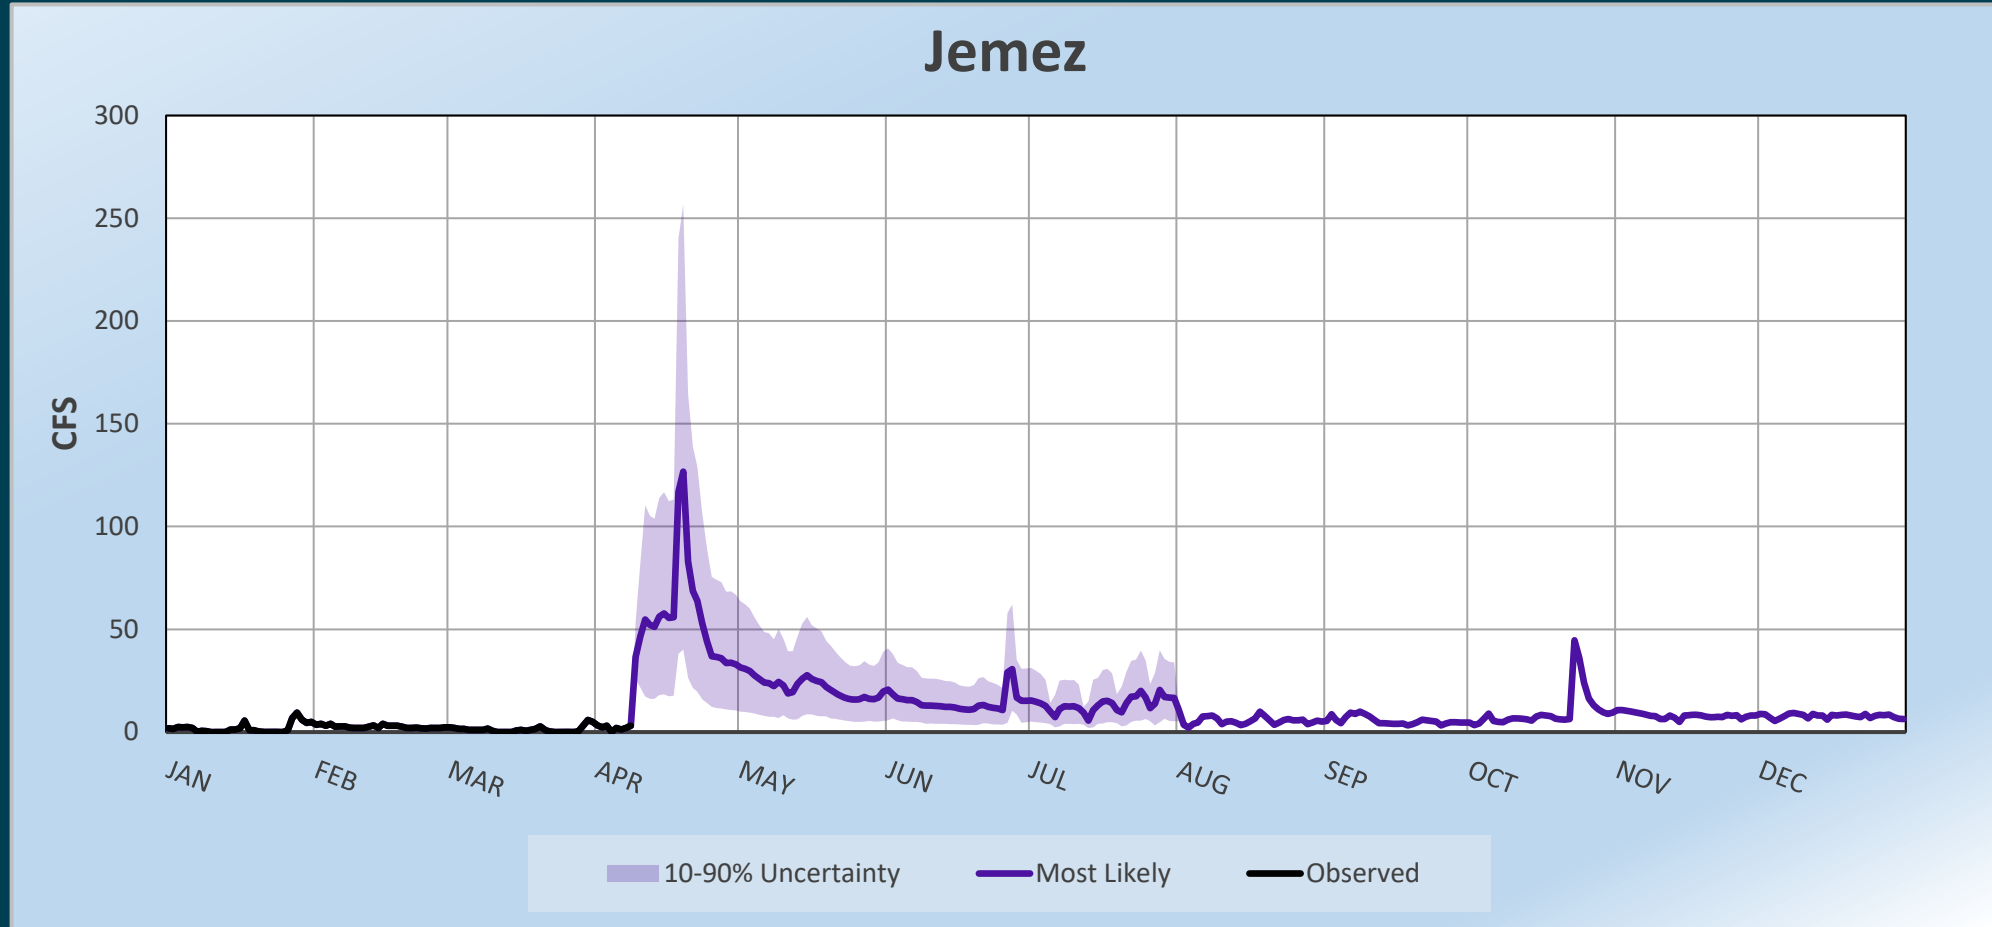 Jemez
300
250
200
150
100
50
0
CFS
JAN FEB MAR APR MAY JUN JUL AUG SEP OCT NOV DEC
10-90% Uncertainty Most Likely Observed